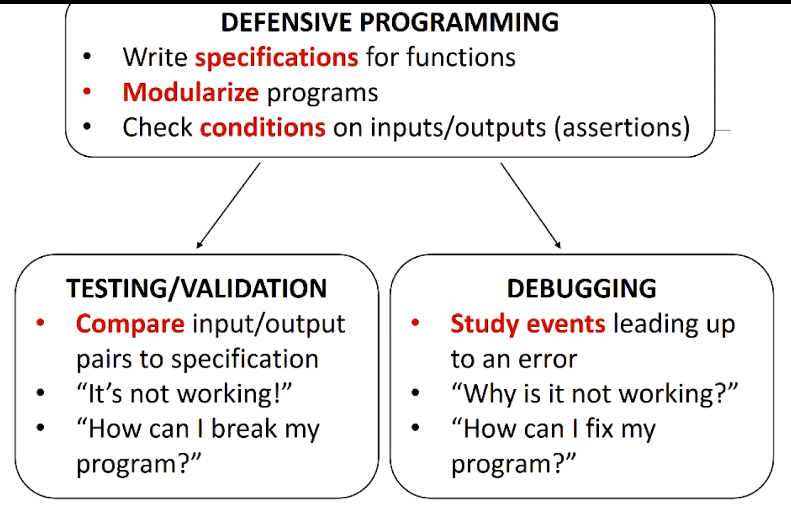 DEFENSIVE PROGRAMMING
• Write specifications for functions
• Modularize programs
• Check conditions on inputs/outputs (assertions)
TESTING/VALIDATION
• Compare input/output
pairs to specification
• “It’s not working!”
• “How can I break my
program?”
DEBUGGING
• Study events leading up
to an error
• “Why is it not working?”
• “How can I fix my
program?”